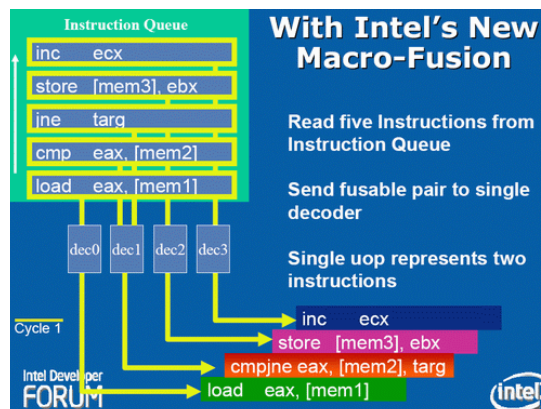 Instruction Queue
inc ecx
store [mem3], ebx
jne targ
cmp eax, [mem2]
load eax, [mem1]
dec0 dec1 dec2 dec3
Cycle 1
With Intel's New
Macro-Fusion
Read five Instructions from
Instruction Queue
Send fusable pair to single
decoder
Single uop represents two
instructions
inc ecx
store [mem3], ebx
cmpjne eax, [mem2], targ
load eax, [mem1]
Intel Developer
FORUM
intel